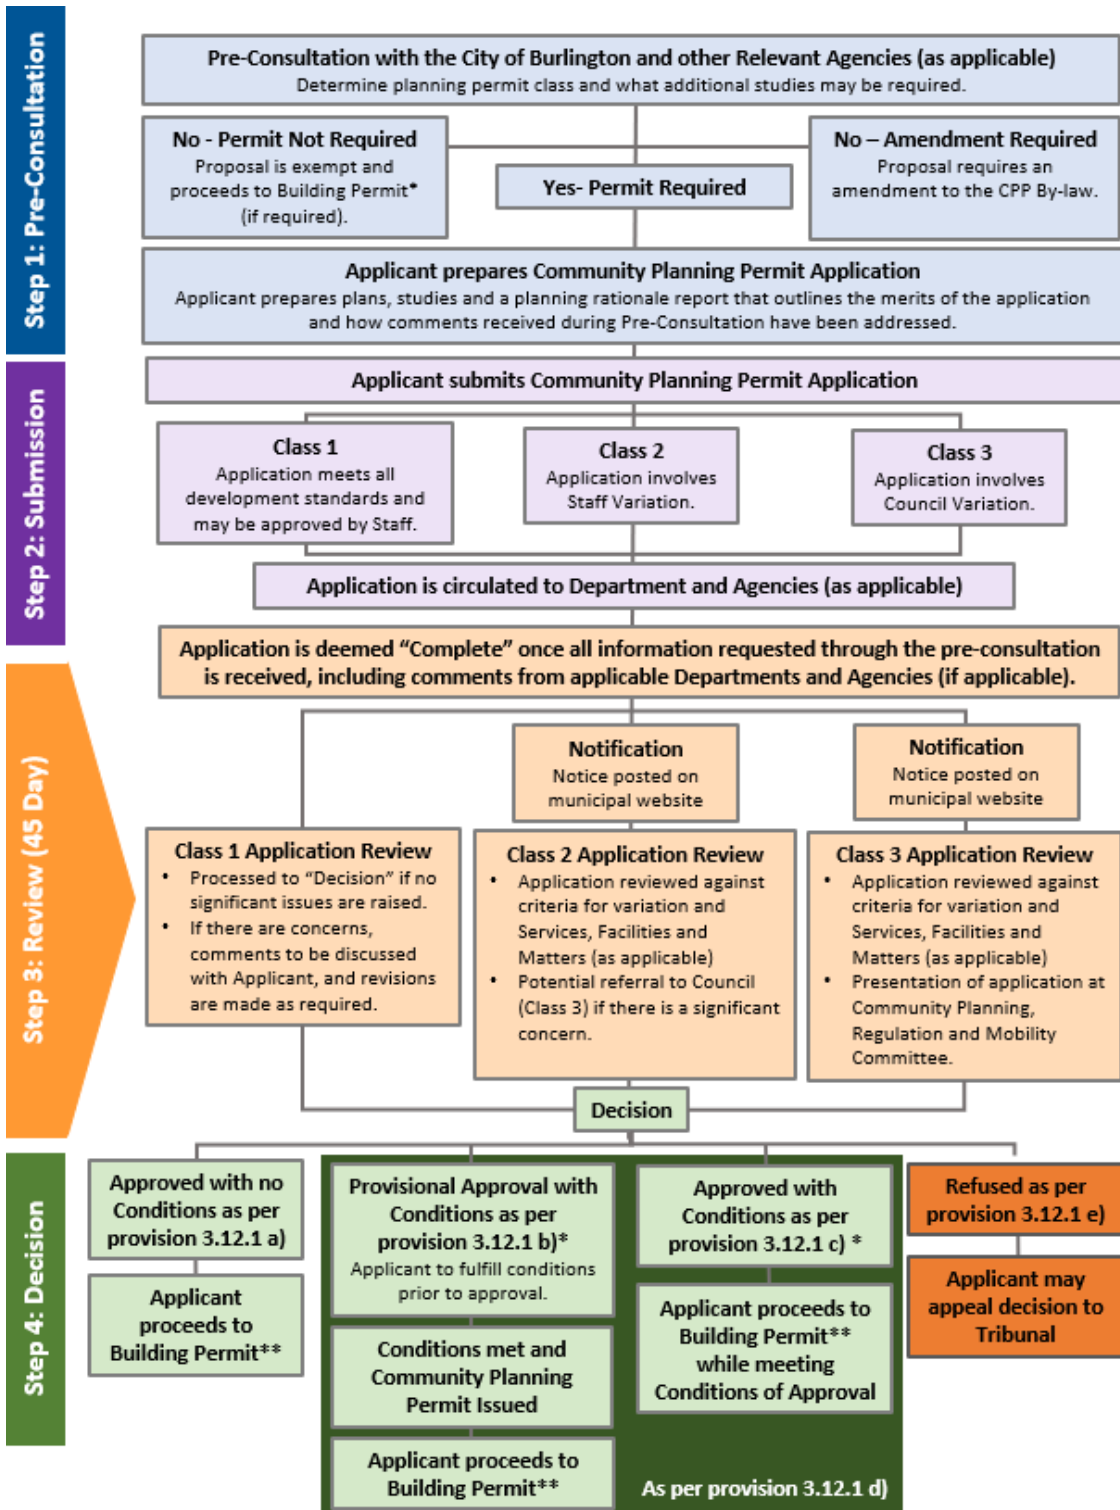 Step 1: Pre-Consultation
Pre-Consultation with the City of Burlington and other Relevant Agencies (as applicable)
Determine planning permit class and what additional studies may be required.
No - Permit Not Required
Proposal is exempt and
proceeds to Building Permit*
(if required).
Yes- Permit Required
No – Amendment Required
Proposal requires an
amendment to the CPP By-law.
Applicant prepares Community Planning Permit Application
Applicant prepares plans, studies and a planning rationale report that outlines the merits of the application
and how comments received during Pre-Consultation have been addressed.
Step 2: Submission
Applicant submits Community Planning Permit Application
Class 1
Application meets all
development standards and
may be approved by Staff.
Class 2
Application involves
Staff Variation.
Class 3
Application involves
Council Variation.
Application is circulated to Department and Agencies (as applicable)
Step 3: Review (45 Day)
Application is deemed “Complete” once all information requested through the pre-consultation
is received, including comments from applicable Departments and Agencies (if applicable).
Notification
Notice posted on
municipal website
Notification
Notice posted on
municipal website
Class 1 Application Review
• Processed to “Decision” if no
significant issues are raised.
• If there are concerns,
comments to be discussed
with Applicant, and revisions
are made as required.
Class 2 Application Review
• Application reviewed against
criteria for variation and
Services, Facilities and
Matters (as applicable)
• Potential referral to Council
(Class 3) if there is a significant
concern.
Class 3 Application Review
• Application reviewed against
criteria for variation and
Services, Facilities and
Matters (as applicable)
• Presentation of application at
Community Planning,
Regulation and Mobility
Committee.
Decision
Step 4: Decision
Approved with no
Conditions as per
provision 3.12.1 a)
Applicant
proceeds to
Building Permit**
Provisional Approval with
Conditions as per
provision 3.12.1 b)*
Applicant to fulfill conditions
prior to approval.
Conditions met and
Community Planning
Permit Issued
Applicant proceeds to
Building Permit**
Approved with
Conditions as per
provision 3.12.1 c) *
Applicant proceeds to
Building Permit**
while meeting
Conditions of Approval
As per provision 3.12.1 d)
Refused as per
provision 3.12.1 e)
Applicant may
appeal decision to
Tribunal